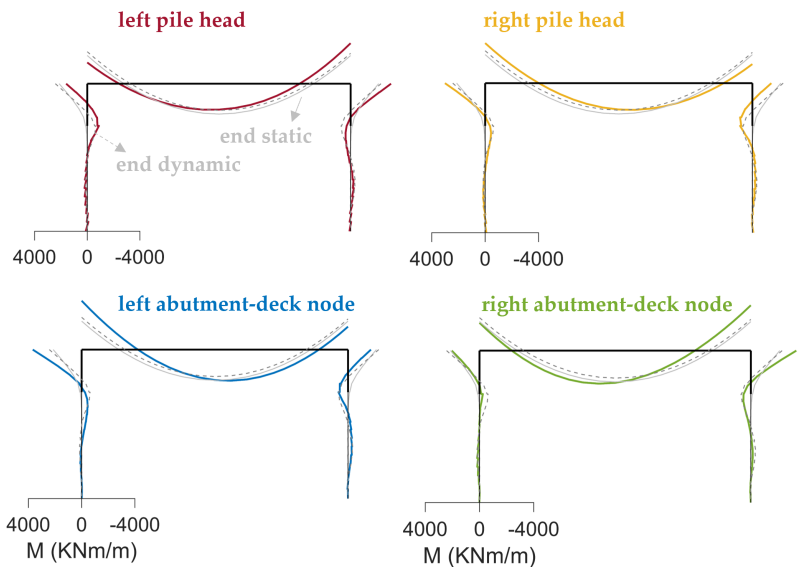 left pile head
right pile head
end static
end dynamic
4000 0 -4000
4000 0 -4000
left abutment-deck node
right abutment-deck node
4000 0 -4000
M (KNm/m)
4000 0 -4000
M (KNm/m)